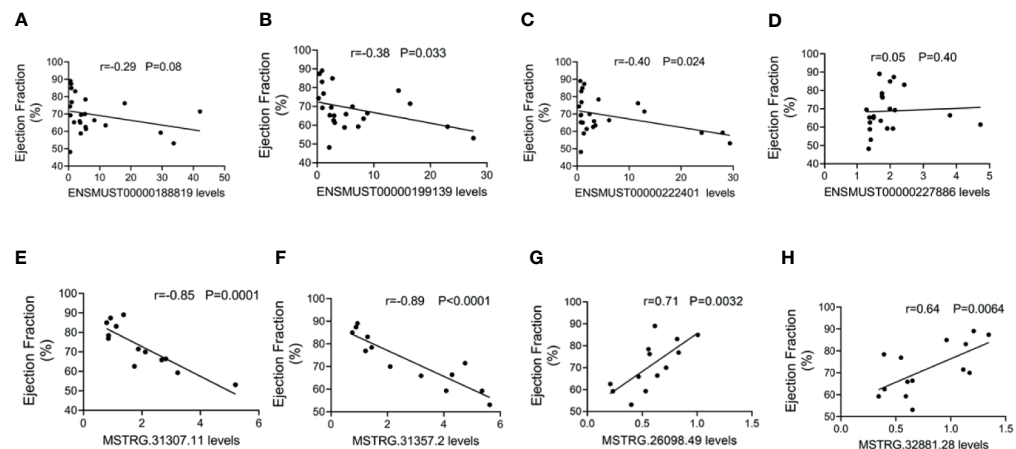 A
r=-0.29 P=0.08
Ejection Fraction
(%)
100
90
80
70
60
50
40
0 10 20 30 40 50
ENSMUST00000188819 levels
B
r=-0.38 P=0.033
Ejection Fraction
(%)
100
90
80
70
60
50
40
0 10 20 30
ENSMUST00000199139 levels
C
r=-0.40 P=0.024
Ejection Fraction
(%)
100
90
80
70
60
50
40
0 10 20 30
ENSMUST00000222401 levels
D
r=0.05 P=0.40
Ejection Fraction
(%)
100
90
80
70
60
50
40
0 1 2 3 4 5
ENSMUST00000227886 levels
E
r=-0.85 P=0.0001
Ejection Fraction
(%)
100
90
80
70
60
50
40
0 2 4 6
MSTRG.31307.11 levels
F
r=-0.89 P<0.0001
Ejection Fraction
(%)
100
90
80
70
60
50
0 2 4 6
MSTRG.31357.2 levels
G
r=0.71 P=0.0032
Ejection Fraction
(%)
100
90
80
70
60
50
0.0 0.5 1.0 1.5
MSTRG.26098.49 levels
H
r=0.64 P=0.0064
Ejection Fraction
(%)
100
90
80
70
60
50
0.0 0.5 1.0 1.5
MSTRG.32881.28 levels